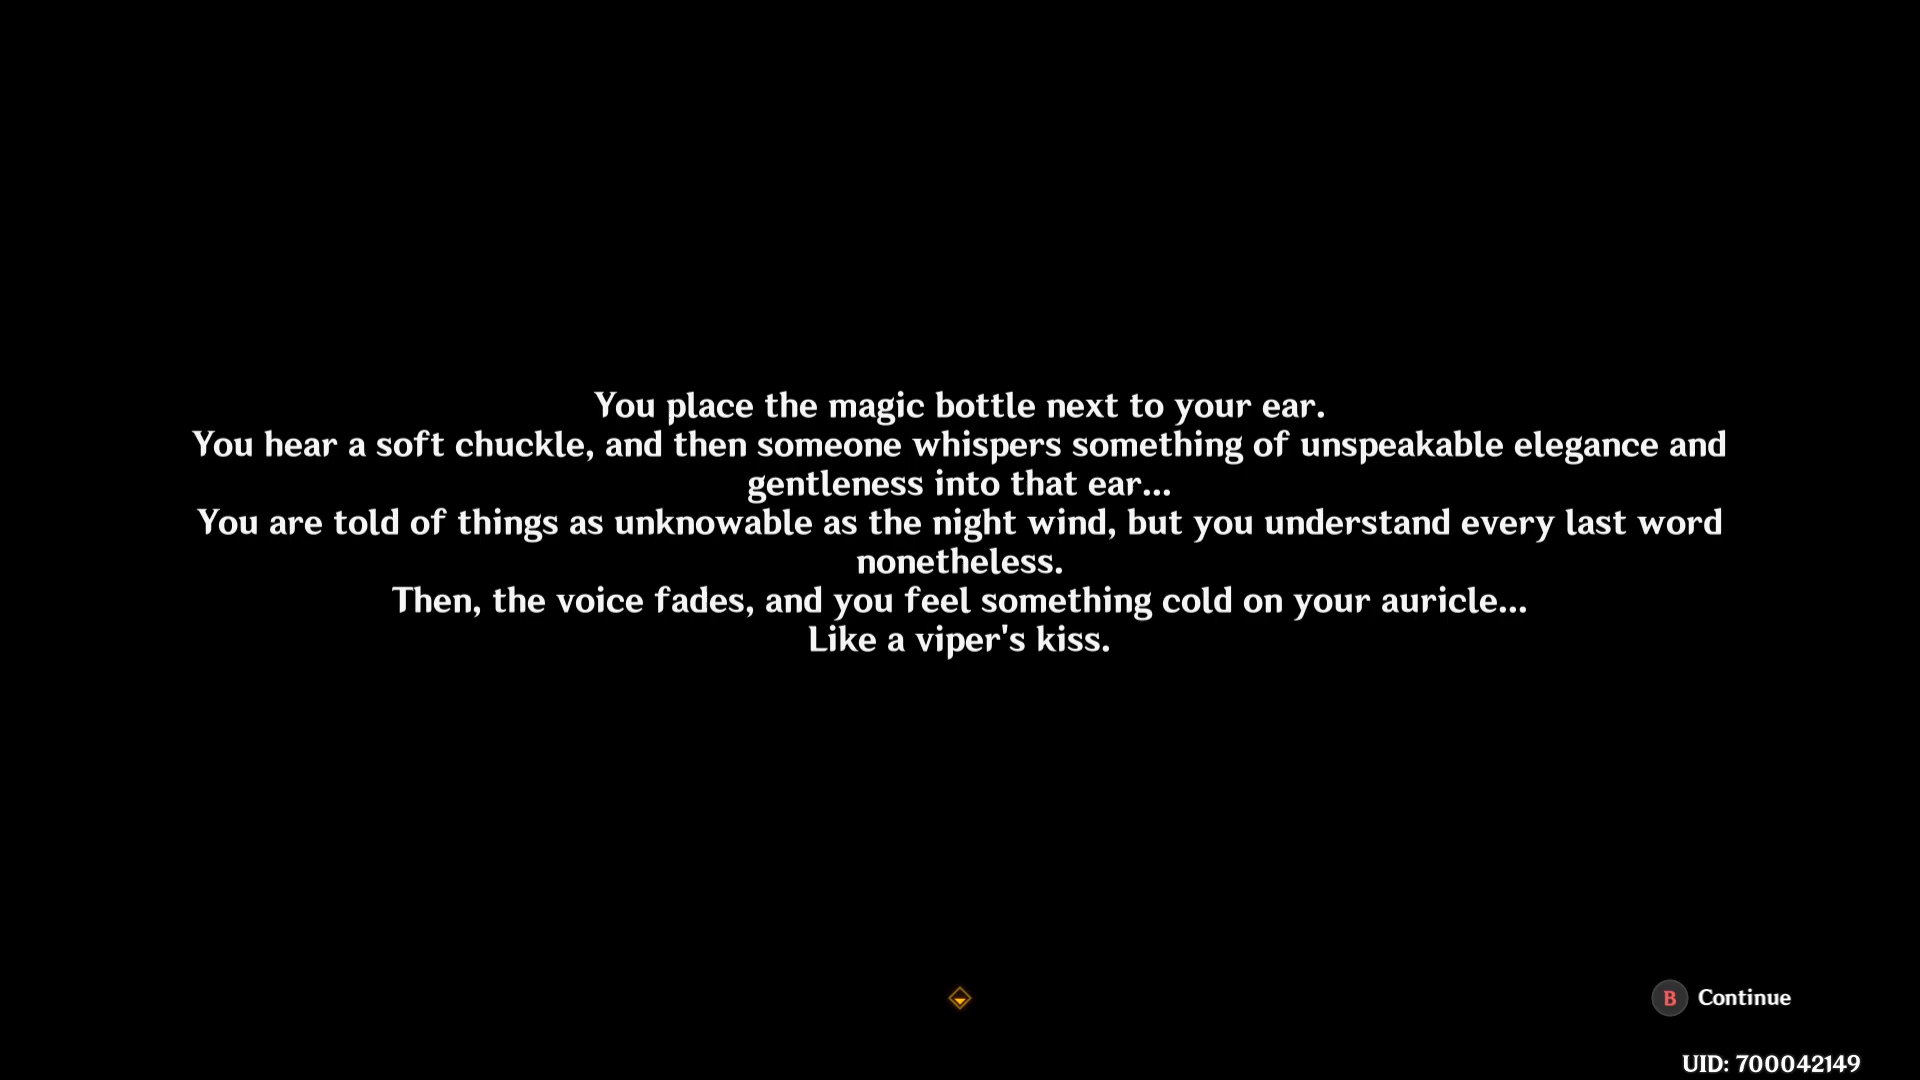 You place the magic bottle next to your ear.
You hear a soft chuckle, and then someone whispers something of unspeakable elegance and
gentleness into that ear...
You are told of things as unknowable as the night wind, but you understand every last word
nonetheless.
Then, the voice fades, and you feel something cold on your auricle...
Like a viper's kiss.
B Continue
UID: 700042149